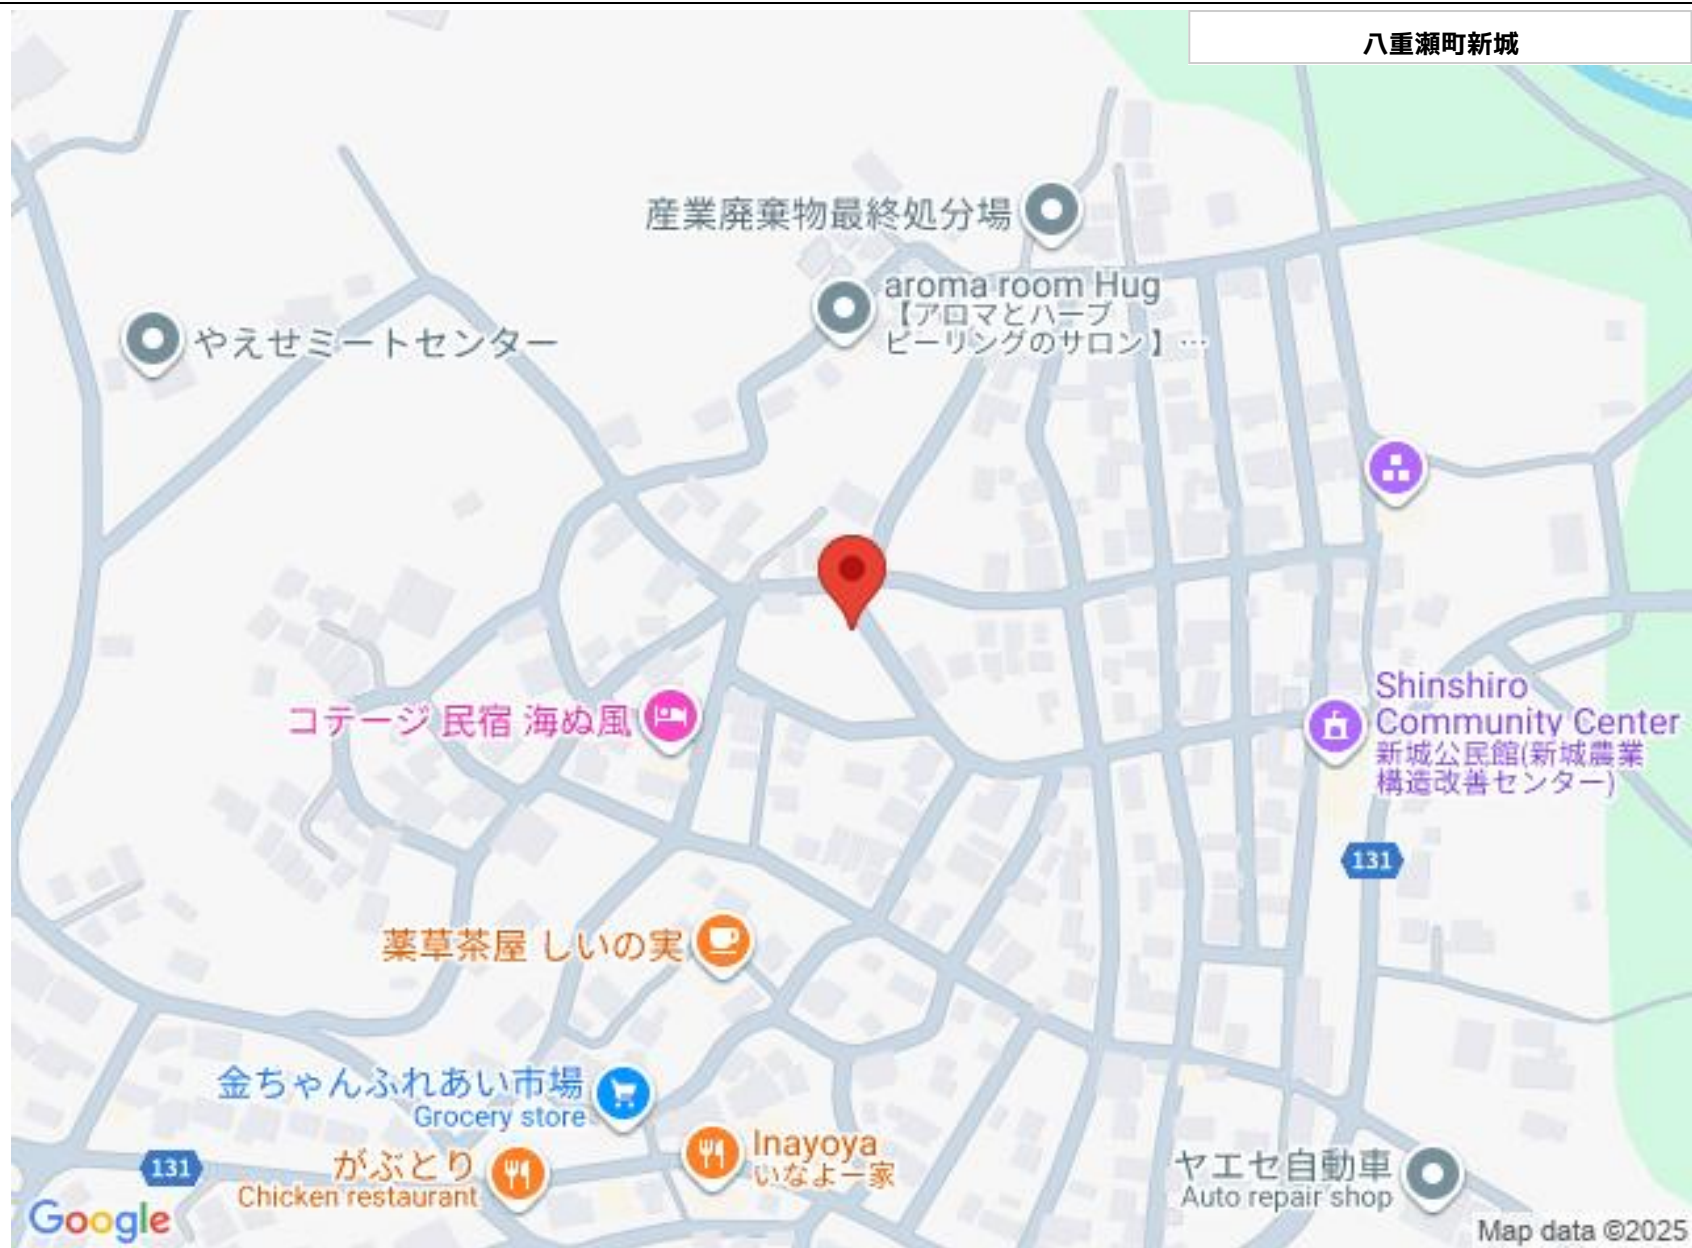 八重瀬町新城
産業廃棄物最終処分場
aroma room Hug
【アロマとハーブ
ピーリングのサロン】…
やえせミートセンター
コテージ 民宿 海ぬ風
Shinshiro
Community Center
新城公民館(新城農業
構造改善センター)
131
薬草茶屋 しいの実
金ちゃんふれあい市場
Grocery store
Inayoya
いなよー家
131
がぶとり
Chicken restaurant
ヤエセ自動車
Auto repair shop
Google
Map data ©2025